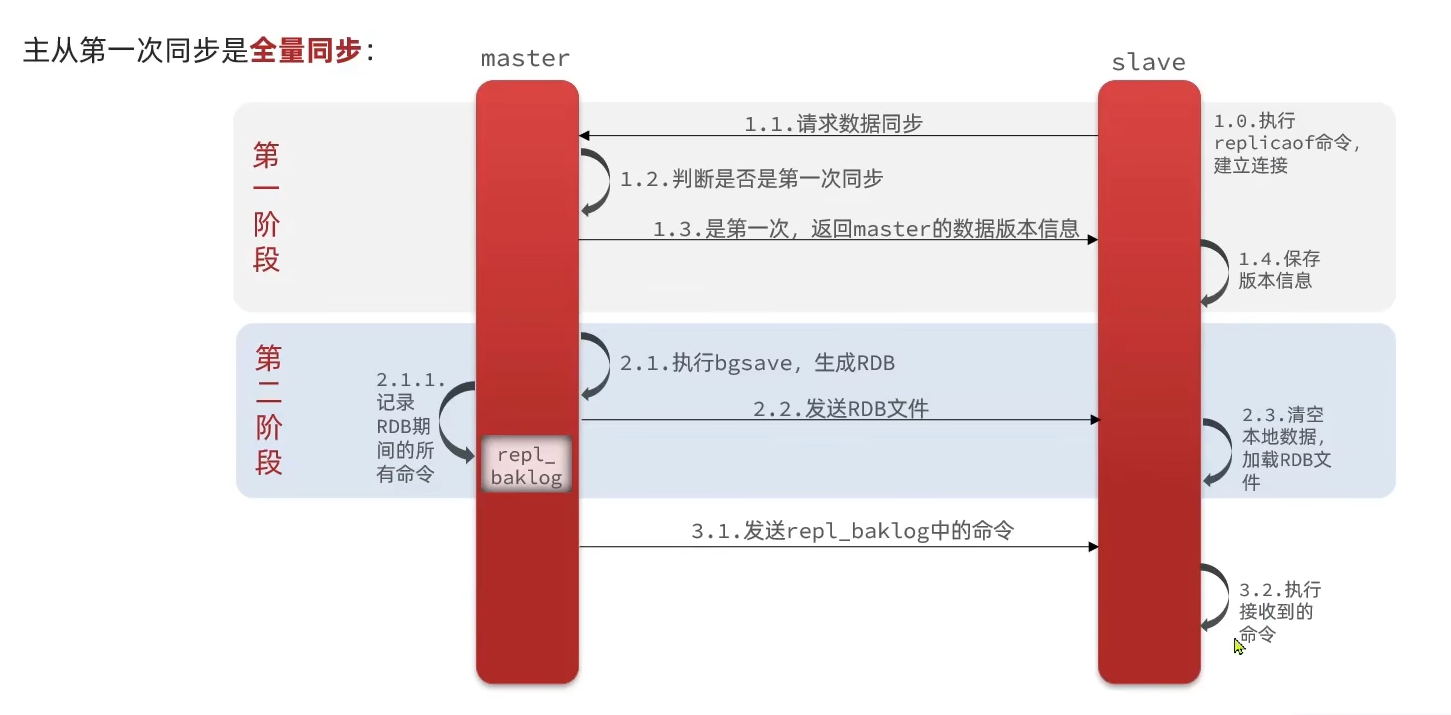 主从第一次同步是全量同步：
master
slave
第
一
阶
段
1.0.执行
replicaof命令，
建立连接
1.1.请求数据同步
1.2.判断是否是第一次同步
1.3.是第一次，返回master的数据版本信息
1.4.保存
版本信息
第
二
阶
段
2.1.执行bgsave，生成RDB
2.1.1.
记录
RDB期
间的所
有命令
repl_
baklog
2.2.发送RDB文件
2.3.清空
本地数据，
加载RDB文
件
3.1.发送repl_baklog中的命令
3.2.执行
接收到的
命令